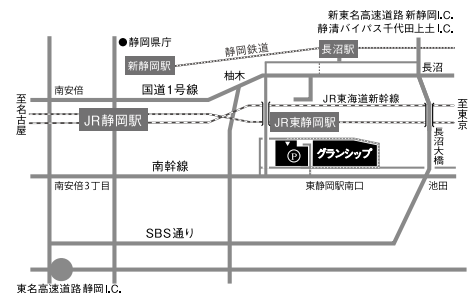 新東名高速道路 新静岡I.C.
静清バイパス千代田上土I.C.
●静岡県庁
静岡鉄道
長沼駅
新静岡駅
柚木
長沼
南安倍
国道1号線
JR東海道新幹線
至名古屋
至東京
JR静岡駅
JR東静岡駅
長沼大橋
P
グランシップ
南幹線
南安倍3丁目
東静岡駅南口
池田
SBS通り
東名高速道路 静岡I.C.